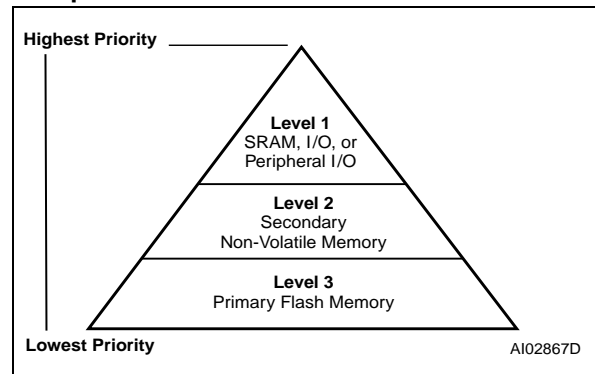 Highest Priority
Level 1
SRAM, I/O, or
Peripheral I/O
Level 2
Secondary
Non-Volatile Memory
Level 3
Primary Flash Memory
Lowest Priority
AI02867D